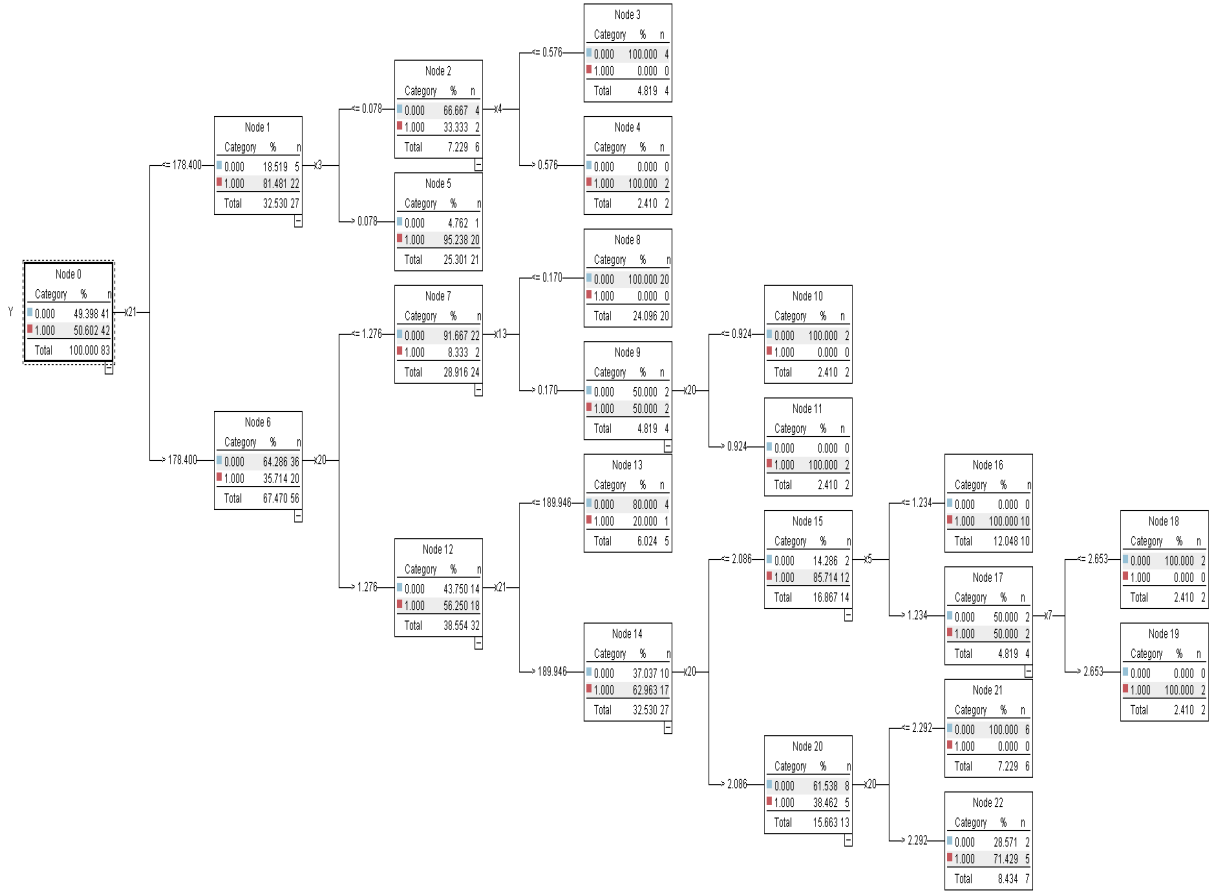 Y
Node 0
Category % n
0.000 49.398 41
1.000 50.602 42
Total 100.000 83
x21
<= 178.400
Node 1
Category % n
0.000 18.519 5
1.000 81.481 22
Total 32.530 27
x3
<= 0.078
Node 2
Category % n
0.000 66.667 4
1.000 33.333 2
Total 7.229 6
x4
<= 0.576
Node 3
Category % n
0.000 100.000 4
1.000 0.000 0
Total 4.819 4
> 0.576
Node 4
Category % n
0.000 0.000 0
1.000 100.000 2
Total 2.410 2
> 0.078
Node 5
Category % n
0.000 4.762 1
1.000 95.238 20
Total 25.301 21
> 178.400
Node 6
Category % n
0.000 64.286 36
1.000 35.714 20
Total 67.470 56
x20
<= 1.276
Node 7
Category % n
0.000 91.667 22
1.000 8.333 2
Total 28.916 24
x13
<= 0.170
Node 8
Category % n
0.000 100.000 20
1.000 0.000 0
Total 24.096 20
> 0.170
Node 9
Category % n
0.000 50.000 2
1.000 50.000 2
Total 4.819 4
x20
<= 0.924
Node 10
Category % n
0.000 100.000 2
1.000 0.000 0
Total 2.410 2
> 0.924
Node 11
Category % n
0.000 0.000 0
1.000 100.000 2
Total 2.410 2
> 1.276
Node 12
Category % n
0.000 43.750 14
1.000 56.250 18
Total 38.554 32
x21
<= 189.946
Node 13
Category % n
0.000 80.000 4
1.000 20.000 1
Total 6.024 5
> 189.946
Node 14
Category % n
0.000 37.037 10
1.000 62.963 17
Total 32.530 27
x20
<= 2.086
Node 15
Category % n
0.000 14.286 2
1.000 85.714 12
Total 16.867 14
x5
<= 1.234
Node 16
Category % n
0.000 0.000 0
1.000 100.000 10
Total 12.048 10
> 1.234
Node 17
Category % n
0.000 50.000 2
1.000 50.000 2
Total 4.819 4
x7
<= 2.653
Node 18
Category % n
0.000 100.000 2
1.000 0.000 0
Total 2.410 2
> 2.653
Node 19
Category % n
0.000 0.000 0
1.000 100.000 2
Total 2.410 2
> 2.086
Node 20
Category % n
0.000 61.538 8
1.000 38.462 5
Total 15.663 13
x20
<= 2.292
Node 21
Category % n
0.000 100.000 6
1.000 0.000 0
Total 7.229 6
> 2.292
Node 22
Category % n
0.000 28.571 2
1.000 71.429 5
Total 8.434 7